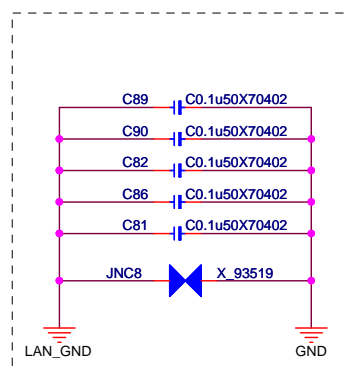 C89 C0.1u50X70402
C90 C0.1u50X70402
C82 C0.1u50X70402
C86 C0.1u50X70402
C81 C0.1u50X70402
JNC8 X_93519
LAN_GND GND